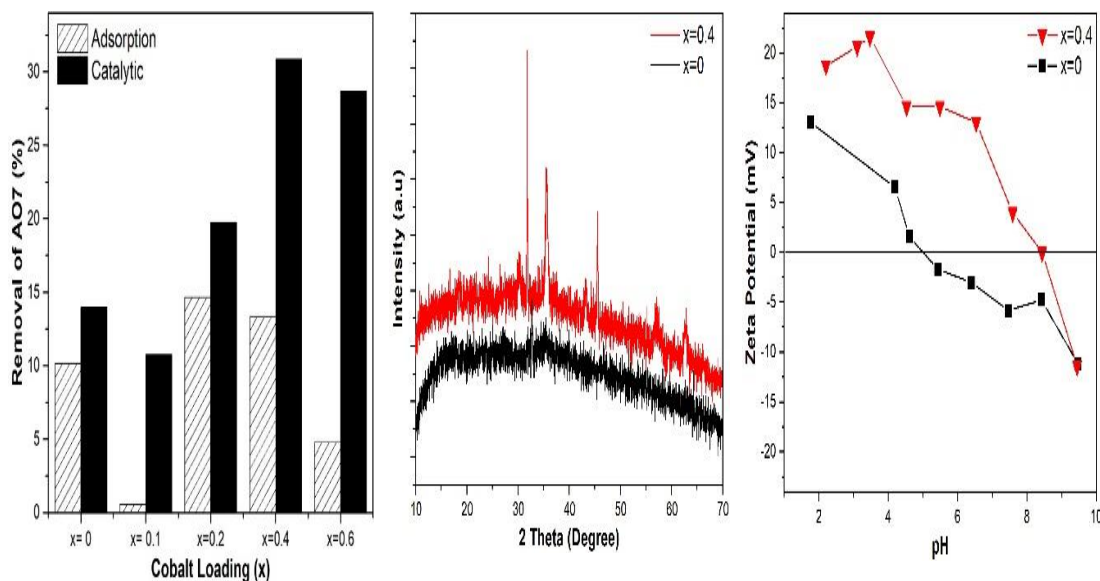 Adsorption
Catalytic
Removal of AO7 (%)
30
25
20
15
10
5
0
x= 0
x= 0.1
x=0.2
x=0.4
x=0.6
Cobalt Loading (x)
x=0.4
x=0
Intensity (a.u)
10
20
30
40
50
60
70
2 Theta (Degree)
x=0.4
x=0
Zeta Potential (mV)
20
15
10
5
0
-5
-10
-15
-20
2
4
6
8
10
pH